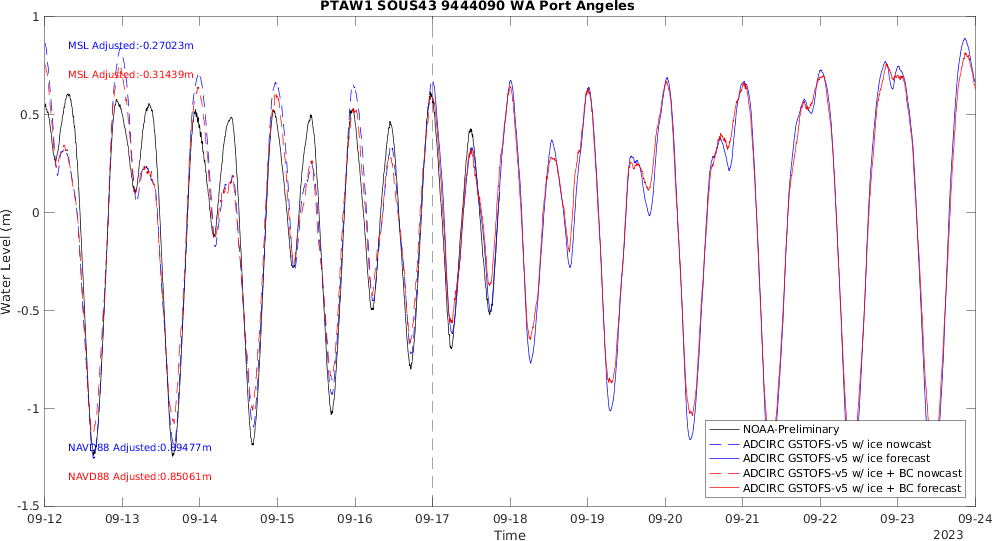 PTAW1 SOUS43 9444090 WA Port Angeles
MSL Adjusted:-0.27023m
MSL Adjusted:-0.31439m
NAVD88 Adjusted:0.89477m
NAVD88 Adjusted:0.85061m
Water Level (m)
1
0.5
0
-0.5
-1
-1.5
NOAA-Preliminary
ADCIRC GSTOFS-v5 w/ ice nowcast
ADCIRC GSTOFS-v5 w/ ice forecast
ADCIRC GSTOFS-v5 w/ ice + BC nowcast
ADCIRC GSTOFS-v5 w/ ice + BC forecast
09-12 09-13 09-14 09-15 09-16 09-17 09-18 09-19 09-20 09-21 09-22 09-23 09-24
Time
2023